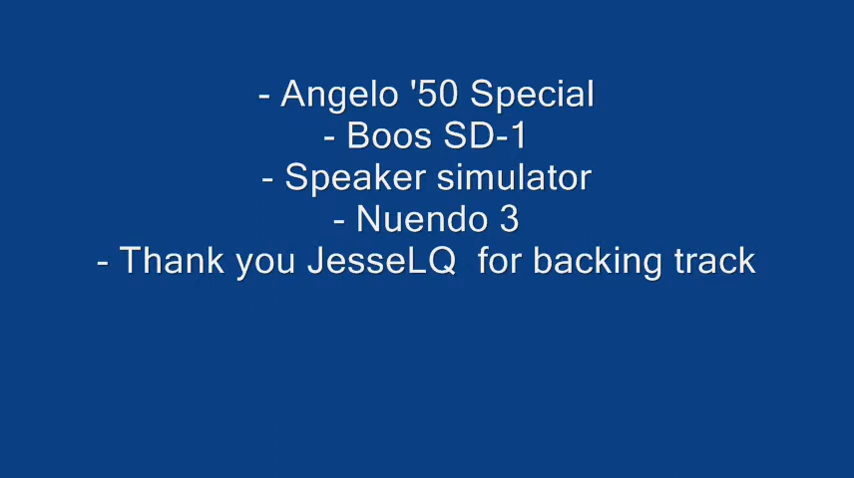 - Angelo '50 Special
- Boos SD-1
- Speaker simulator
- Nuendo 3
- Thank you JesseLQ  for backing track